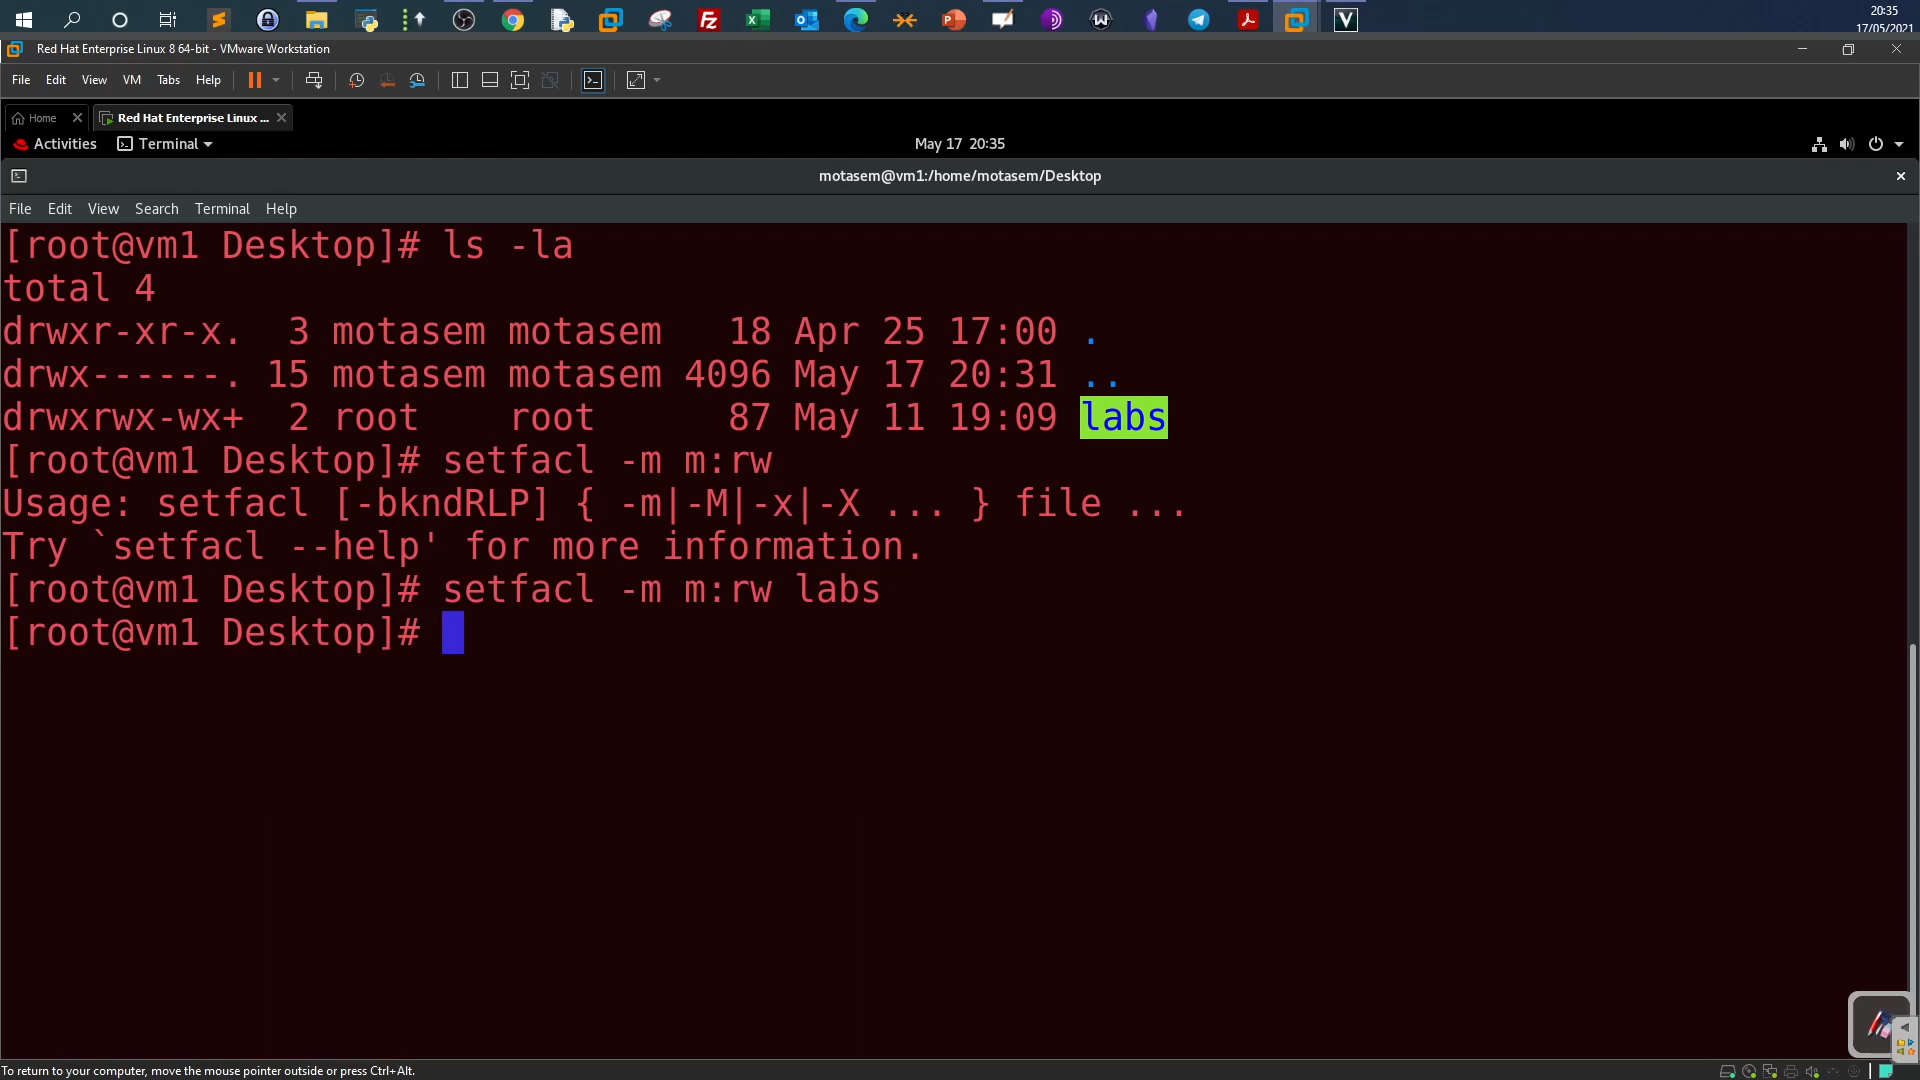 20:35
17/05/2021
Red Hat Enterprise Linux 8 64-bit - VMware Workstation
File Edit View VM Tabs Help
Home Red Hat Enterprise Linux ...
Activities Terminal May 17 20:35
motasem@vm1:/home/motasem/Desktop
File Edit View Search Terminal Help
[root@vm1 Desktop]# ls -la
total 4
drwxr-xr-x. 3 motasem motasem 18 Apr 25 17:00 .
drwx------. 15 motasem motasem 4096 May 17 20:31 ..
drwxrwx-wx+ 2 root root 87 May 11 19:09 labs
[root@vm1 Desktop]# setfacl -m m:rw
Usage: setfacl [-bkndRLP] { -m|-M|-x|-X ... } file ...
Try `setfacl --help' for more information.
[root@vm1 Desktop]# setfacl -m m:rw labs
[root@vm1 Desktop]#
To return to your computer, move the mouse pointer outside or press Ctrl+Alt.